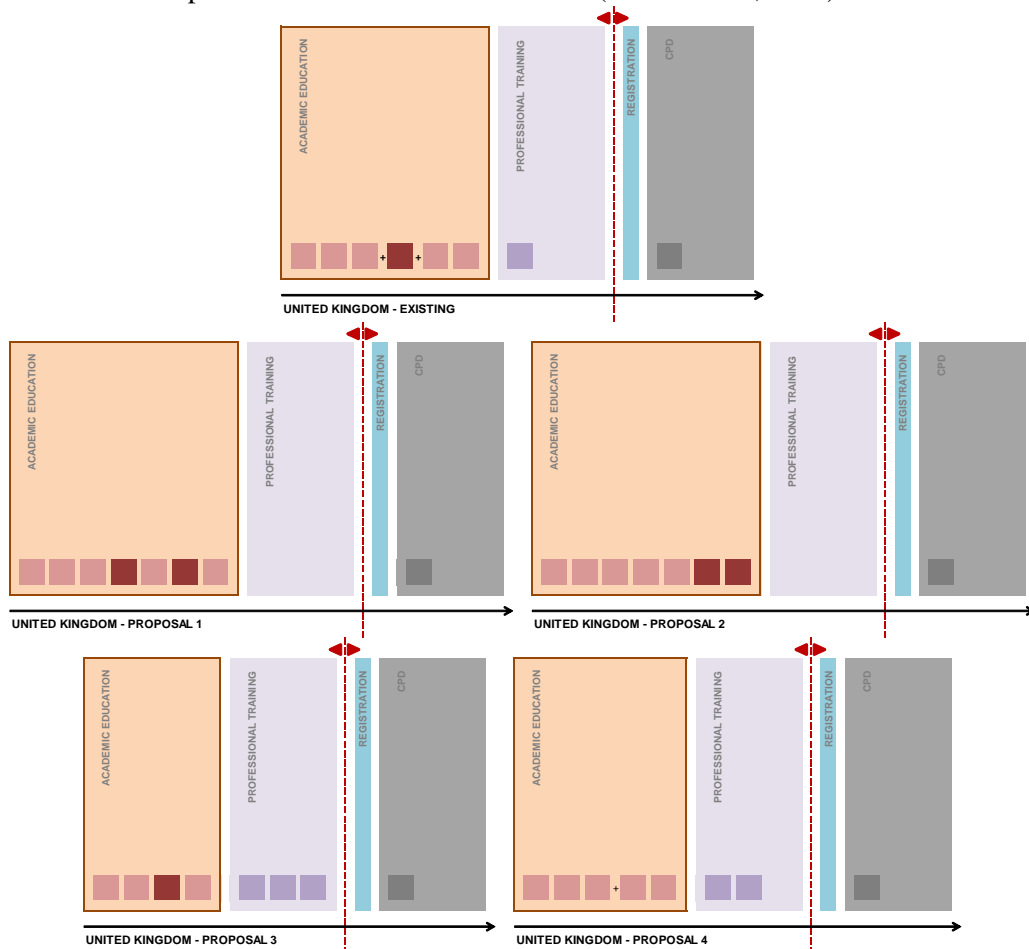 ACADEMIC EDUCATION
PROFESSIONAL TRAINING
REGISTRATION
CPD
+ +
UNITED KINGDOM - EXISTING
ACADEMIC EDUCATION
PROFESSIONAL TRAINING
REGISTRATION
CPD
UNITED KINGDOM - PROPOSAL 1
ACADEMIC EDUCATION
PROFESSIONAL TRAINING
REGISTRATION
CPD
UNITED KINGDOM - PROPOSAL 2
ACADEMIC EDUCATION
PROFESSIONAL TRAINING
REGISTRATION
CPD
UNITED KINGDOM - PROPOSAL 3
ACADEMIC EDUCATION
PROFESSIONAL TRAINING
REGISTRATION
CPD
+
UNITED KINGDOM - PROPOSAL 4